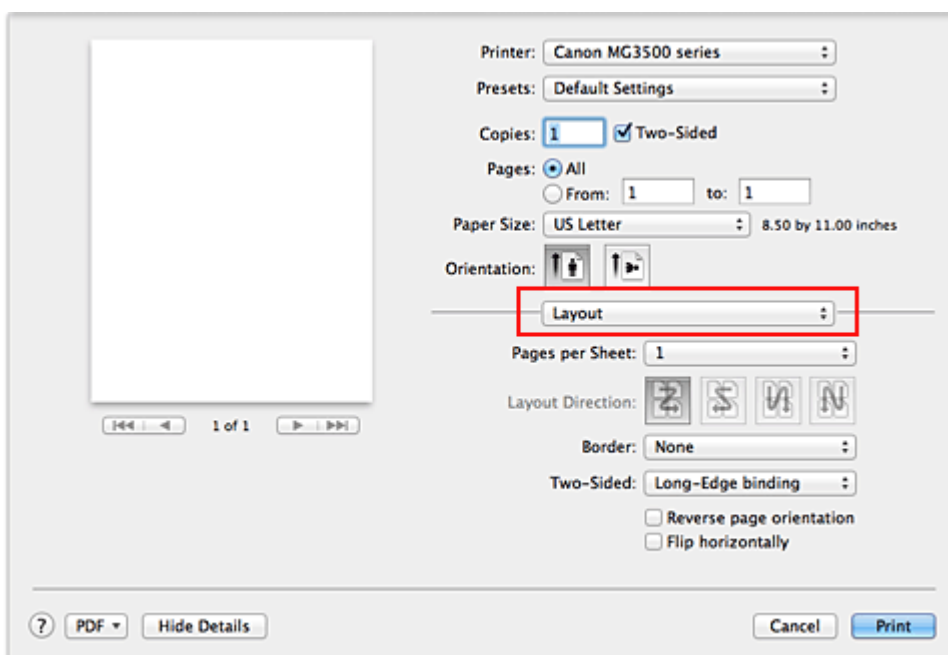 Printer: Canon MG3500 series
Presets: Default Settings
Copies: 1 Two-Sided
Pages: All
From: 1 to: 1
Paper Size: US Letter 8.50 by 11.00 inches
Orientation:
Layout
Pages per Sheet: 1
Layout Direction:
1 of 1
Border: None
Two-Sided: Long-Edge binding
Reverse page orientation
Flip horizontally
? PDF Hide Details Cancel Print